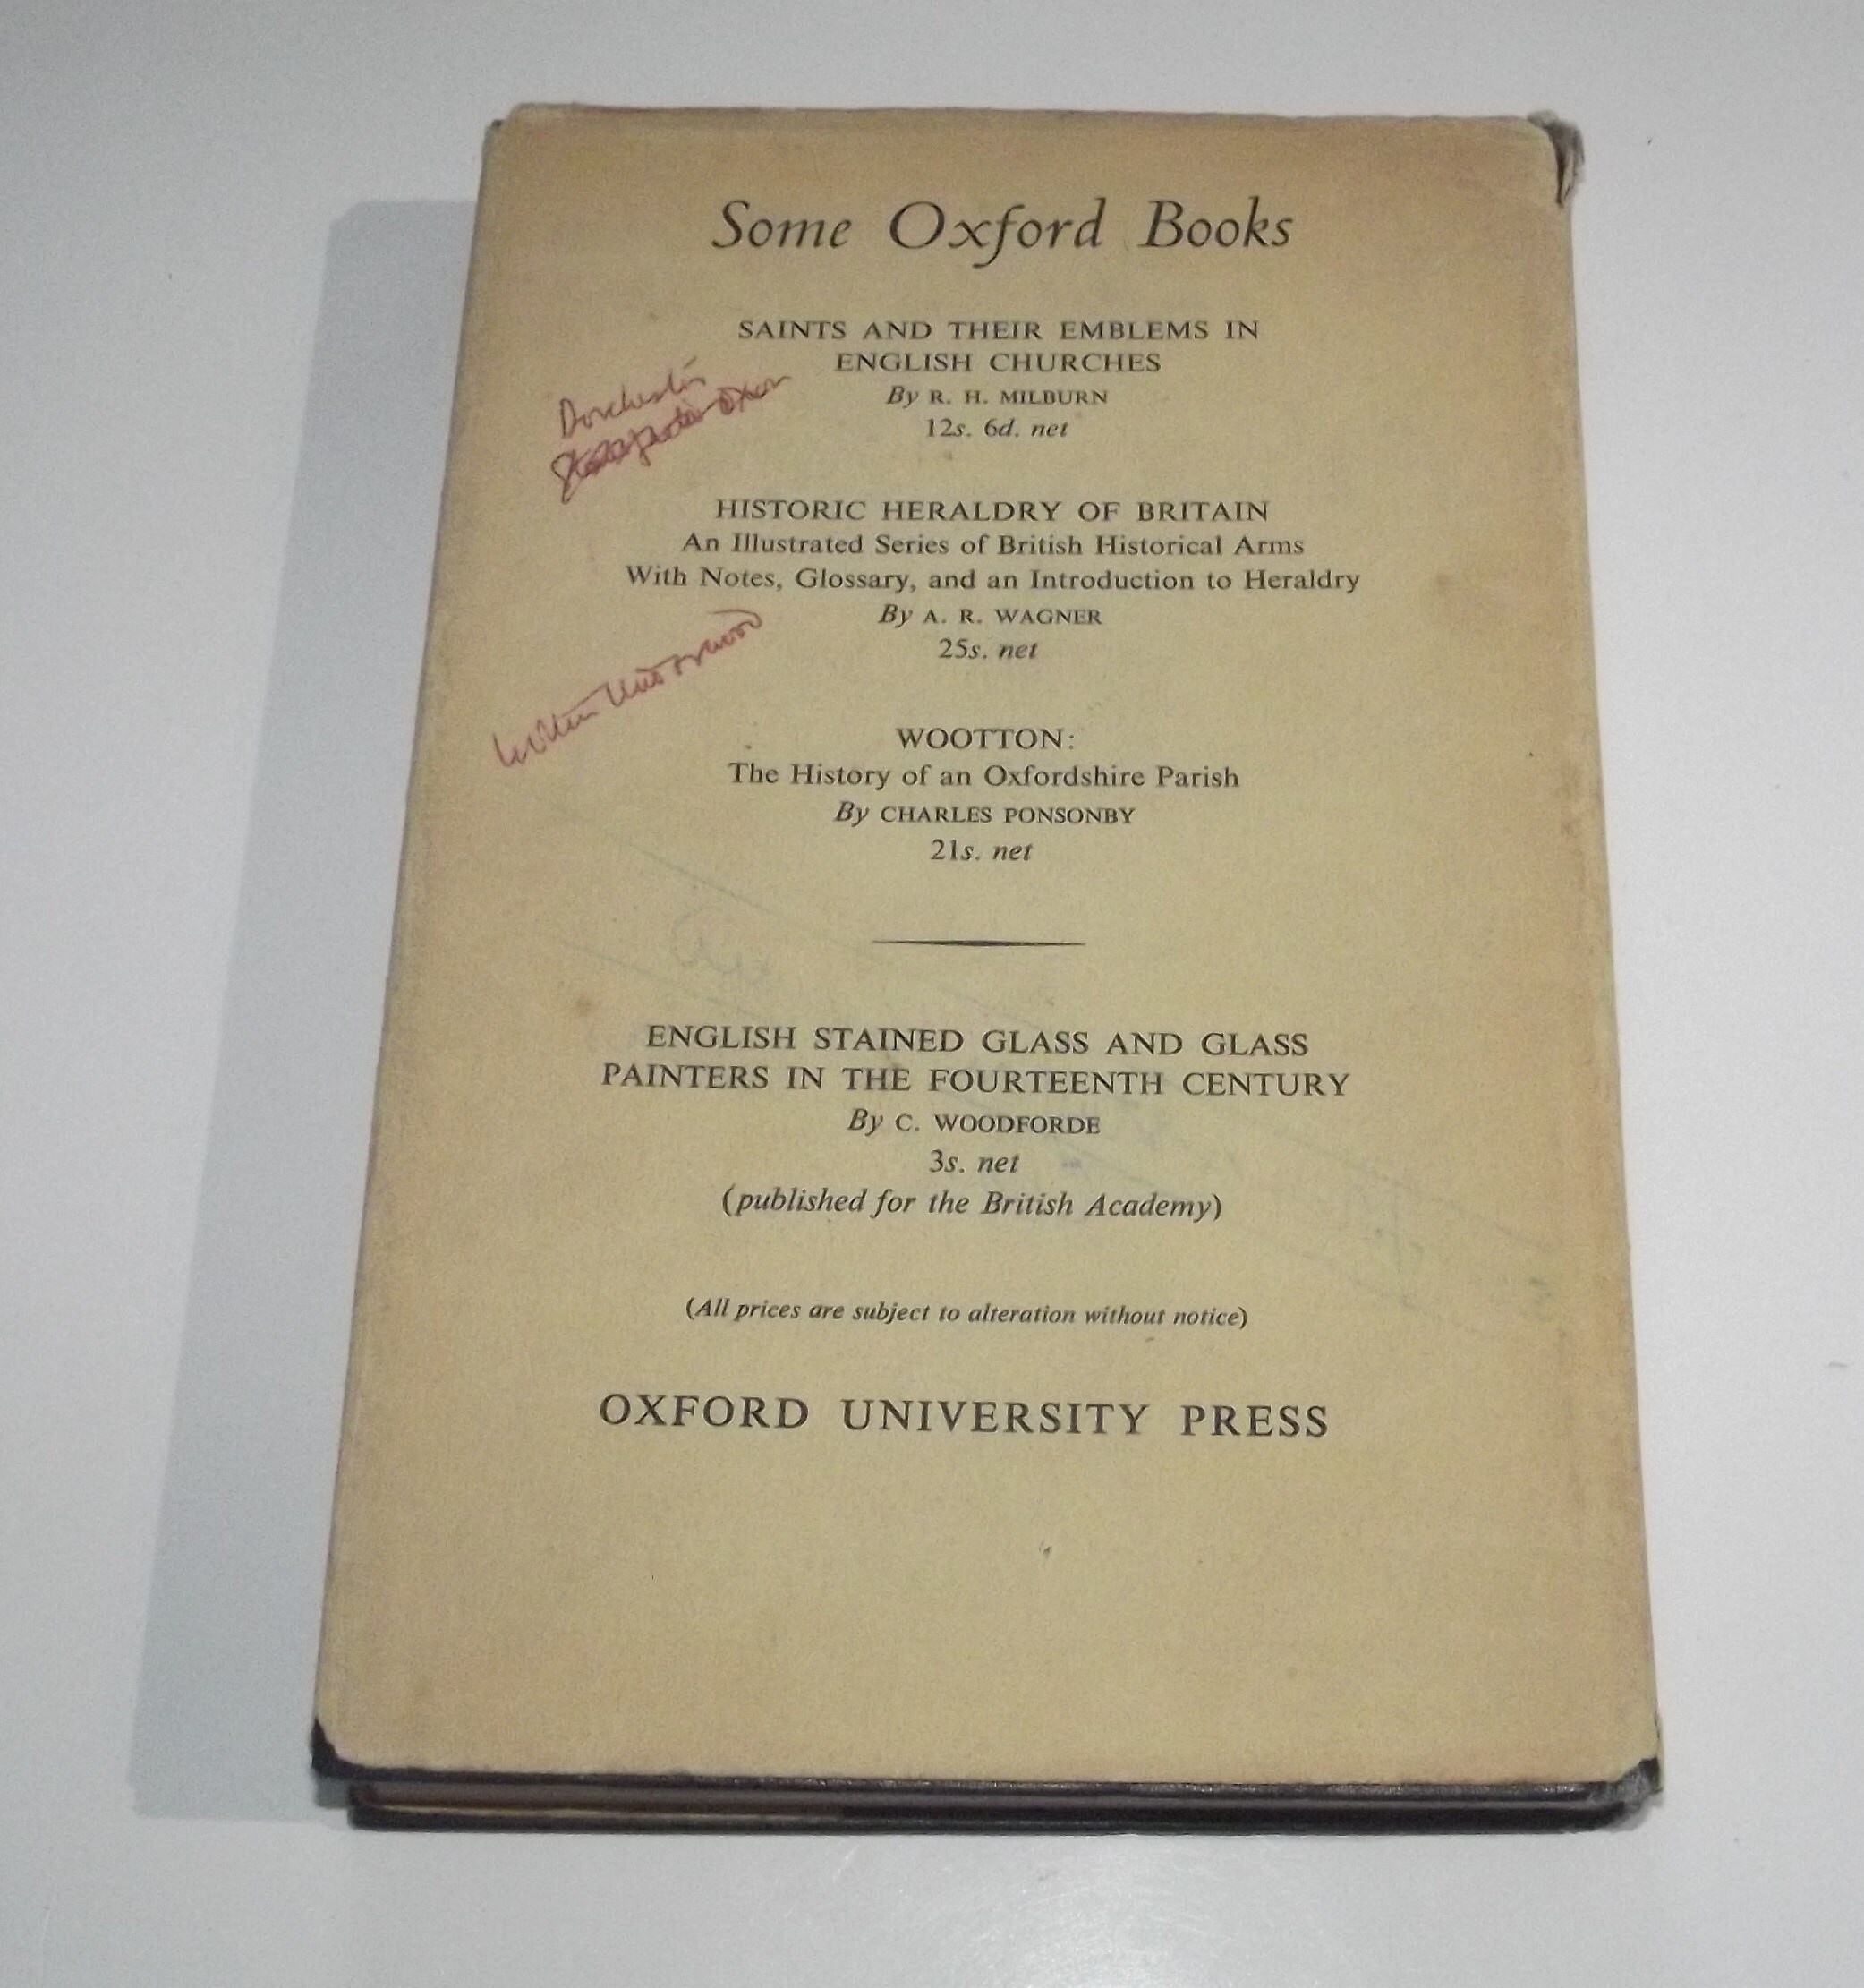 Some Oxford Books
SAINTS AND THEIR EMBLEMS IN
ENGLISH CHURCHES
By R. H. MILBURN
12s. 6d. net
Dorchester
HISTORIC HERALDRY OF BRITAIN
An Illustrated Series of British Historical Arms
With Notes, Glossary, and an Introduction to Heraldry
By A. R. WAGNER
25s. net
WOOTTON:
The History of an Oxfordshire Parish
By CHARLES PONSONBY
21s. net
ENGLISH STAINED GLASS AND GLASS
PAINTERS IN THE FOURTEENTH CENTURY
By C. WOODFORDE
3s. net
(published for the British Academy)
(All prices are subject to alteration without notice)
OXFORD UNIVERSITY PRESS